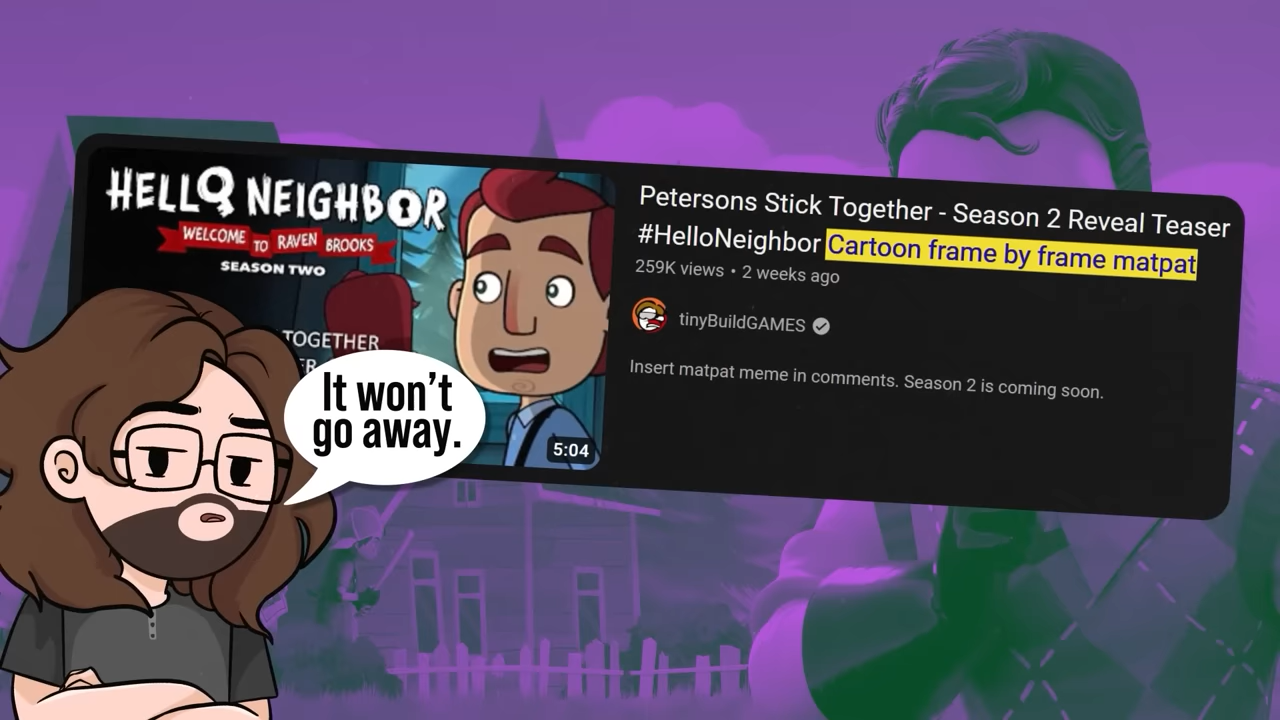 HELLO NEIGHBOR
WELCOME TO RAVEN BROOKS
SEASON TWO
TOGETHER
5:04
Petersons Stick Together - Season 2 Reveal Teaser
#HelloNeighbor Cartoon frame by frame matpat
259K views • 2 weeks ago
tinyBuildGAMES
Insert matpat meme in comments. Season 2 is coming soon.
It won't
go away.